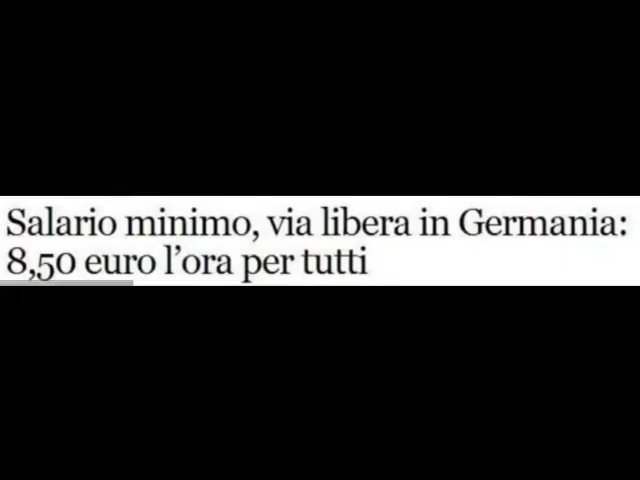 Salario minimo, via libera in Germania:
8,50 euro l’ora per tutti